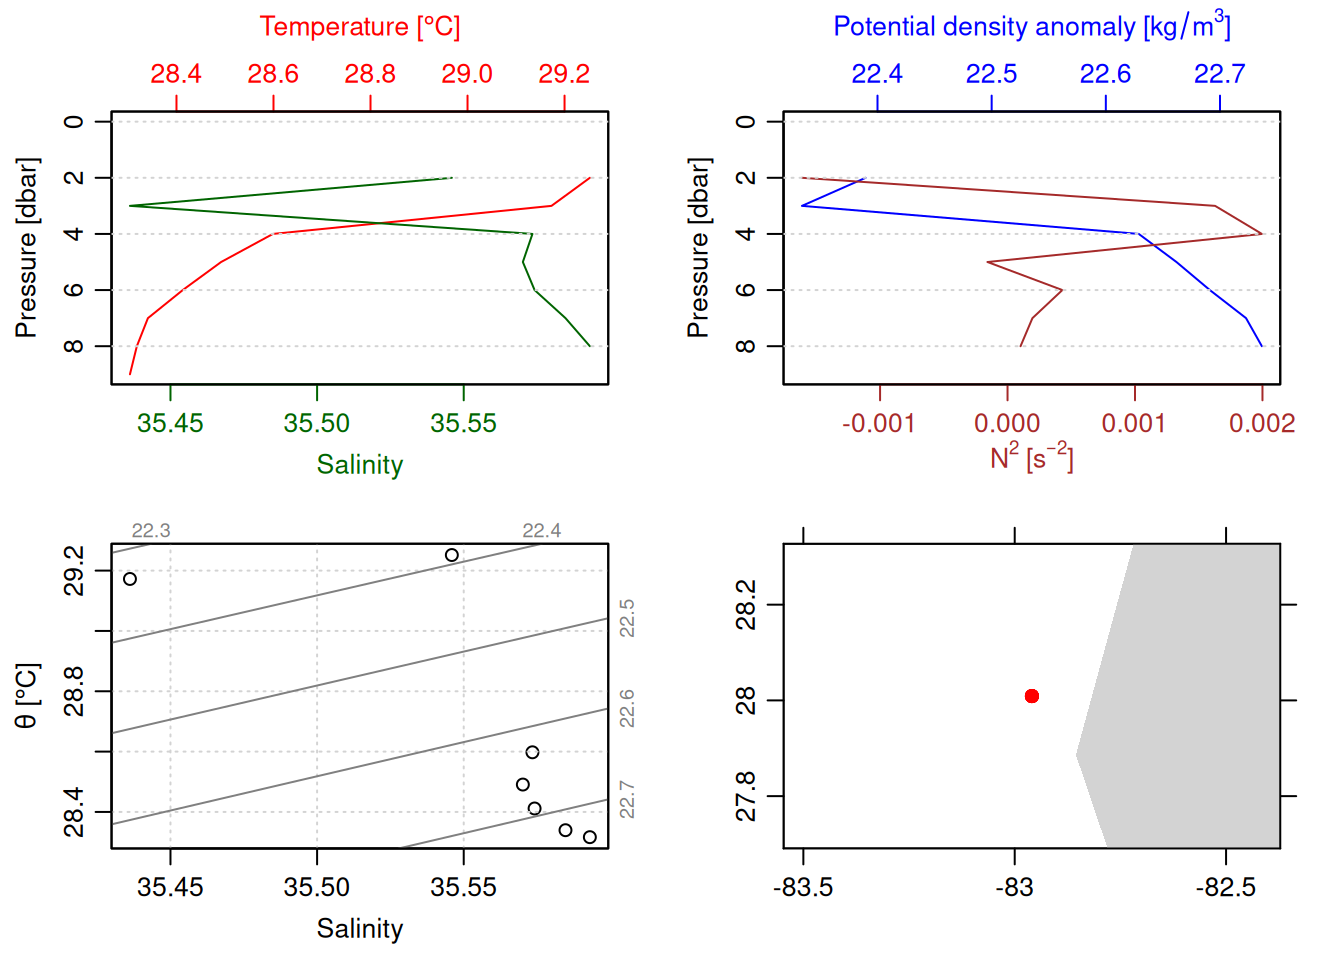 Temperature [°C]
28.4 28.6 28.8 29.0 29.2
Pressure [dbar]
0
2
4
6
8
35.45 35.50 35.55
Salinity
Potential density anomaly [kg/m³]
22.4 22.5 22.6 22.7
Pressure [dbar]
0
2
4
6
8
-0.001 0.000 0.001 0.002
N² [s⁻²]
22.3 22.4
22.5
22.6
22.7
θ [°C]
29.2
28.8
28.4
35.45 35.50 35.55
Salinity
28.2
28
27.8
-83.5 -83 -82.5